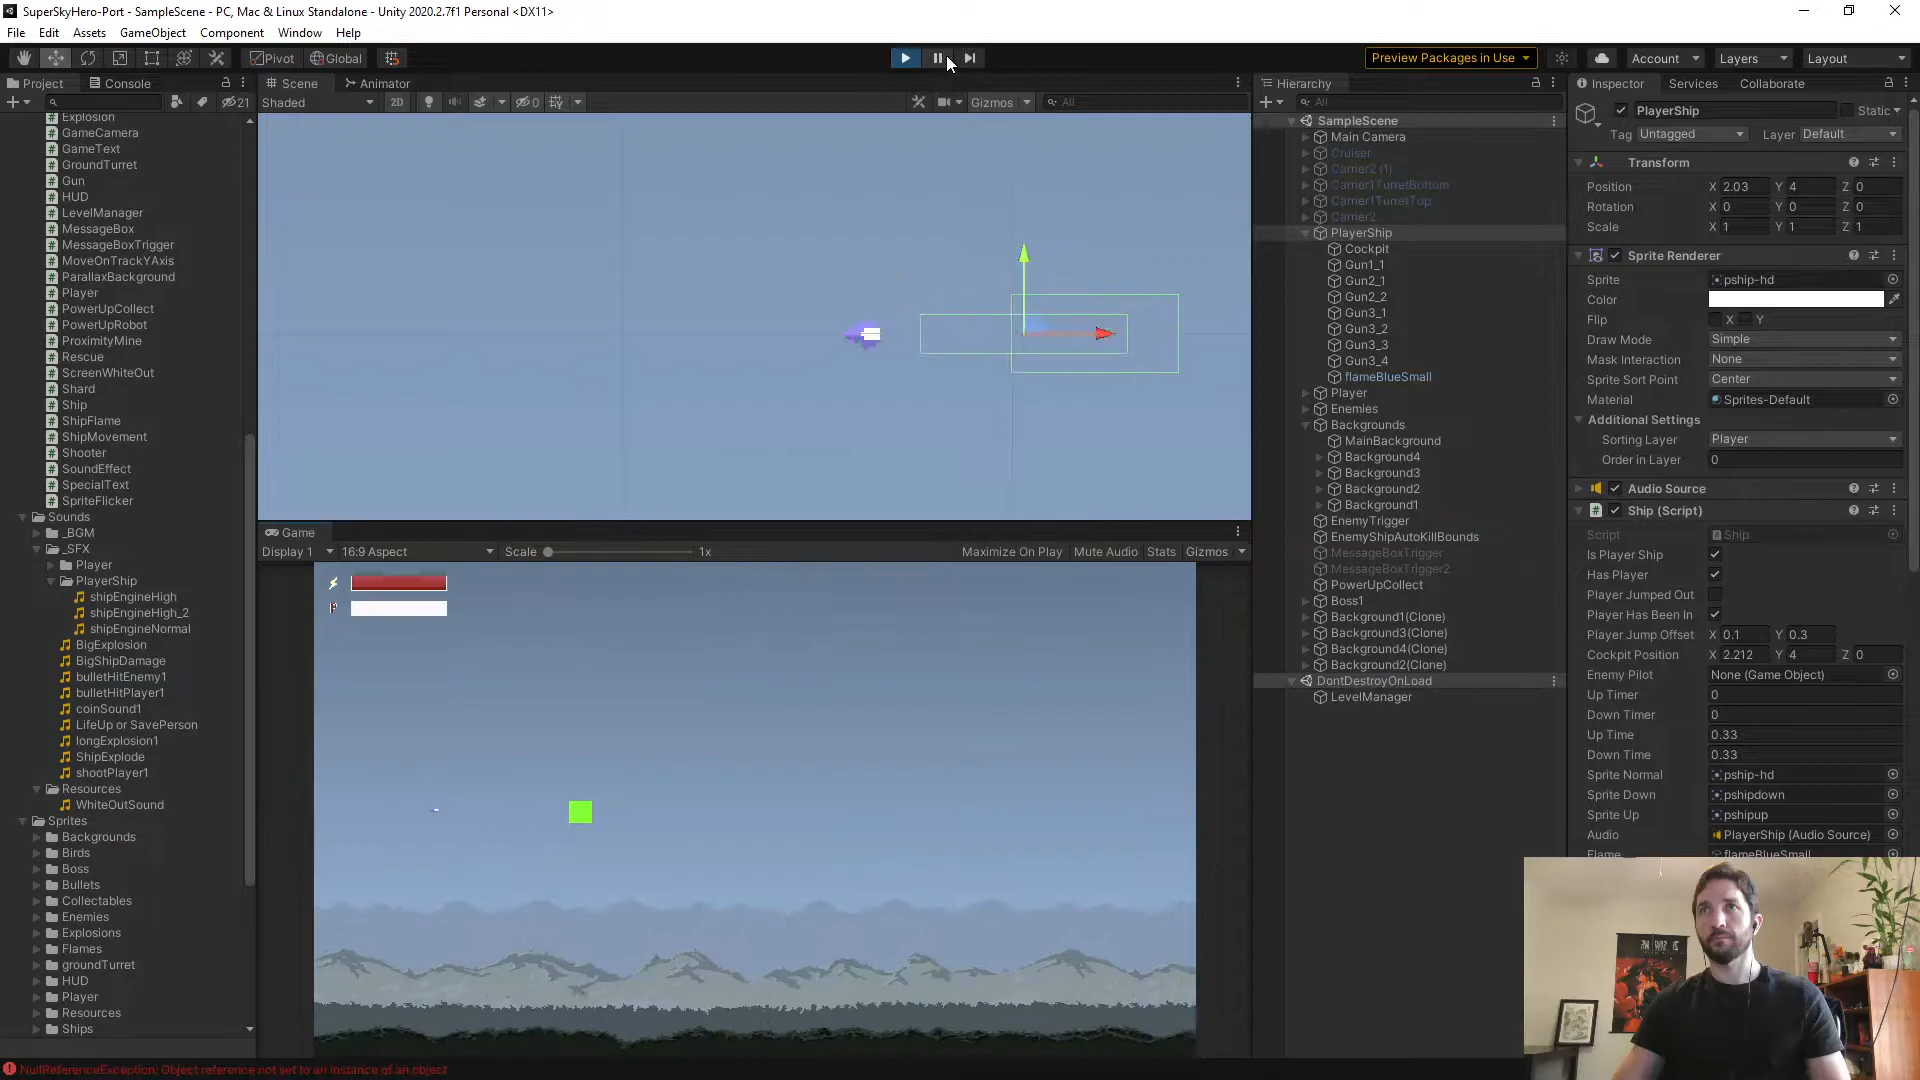 SuperSkyHero-Port - SampleScene - PC, Mac & Linux Standalone - Unity 2020.2.7f1 Personal <DX11>
File Edit Assets GameObject Component Window Help
Pivot Global
Preview Packages in Use Account Layers Layout
Project Console
21
Explosion
GameCamera
GameText
GroundTurret
Gun
HUD
LevelManager
MessageBox
MessageBoxTrigger
MoveOnTrackYAxis
ParallaxBackground
Player
PowerUpCollect
PowerUpRobot
ProximityMine
Rescue
ScreenWhiteOut
Shard
Ship
ShipFlame
ShipMovement
Shooter
SoundEffect
SpecialText
SpriteFlicker
Sounds
_BGM
_SFX
Player
PlayerShip
shipEngineHigh
shipEngineHigh_2
shipEngineNormal
BigExplosion
BigShipDamage
bulletHitEnemy1
bulletHitPlayer1
coinSound1
LifeUp or SavePerson
longExplosion1
ShipExplode
shootPlayer1
Resources
WhiteOutSound
Sprites
Backgrounds
Birds
Boss
Bullets
Collectables
Enemies
Explosions
Flames
groundTurret
HUD
Player
Resources
Ships
Scene Animator
Shaded 2D 0 Gizmos All
Game
Display 1 16:9 Aspect Scale 1x Maximize On Play Mute Audio Stats Gizmos
P
Hierarchy
All
SampleScene
Main Camera
Cruiser
Carrier2 (1)
Carrier1TurretBottom
Carrier1TurretTop
Carrier2
PlayerShip
Cockpit
Gun1_1
Gun2_1
Gun2_2
Gun3_1
Gun3_2
Gun3_3
Gun3_4
flameBlueSmall
Player
Enemies
Backgrounds
MainBackground
Background4
Background3
Background2
Background1
EnemyTrigger
EnemyShipAutoKillBounds
MessageBoxTrigger
MessageBoxTrigger2
PowerUpCollect
Boss1
Background1(Clone)
Background3(Clone)
Background4(Clone)
Background2(Clone)
DontDestroyOnLoad
LevelManager
Inspector Services Collaborate
PlayerShip Static
Tag Untagged Layer Default
Transform
Position X 2.03 Y 4 Z 0
Rotation X 0 Y 0 Z 0
Scale X 1 Y 1 Z 1
Sprite Renderer
Sprite pship-hd
Color
Flip X Y
Draw Mode Simple
Mask Interaction None
Sprite Sort Point Center
Material Sprites-Default
Additional Settings
Sorting Layer Player
Order in Layer 0
Audio Source
Ship (Script)
Script Ship
Is Player Ship
Has Player
Player Jumped Out
Player Has Been In
Player Jump Offset X 0.1 Y 0.3
Cockpit Position X 2.212 Y 4 Z 0
Enemy Pilot None (Game Object)
Up Timer 0
Down Timer 0
Up Time 0.33
Down Time 0.33
Sprite Normal pship-hd
Sprite Down pshipdown
Sprite Up pshipup
Audio PlayerShip (Audio Source)
Flame flameBlueSmall
NullReferenceException: Object reference not set to an instance of an object